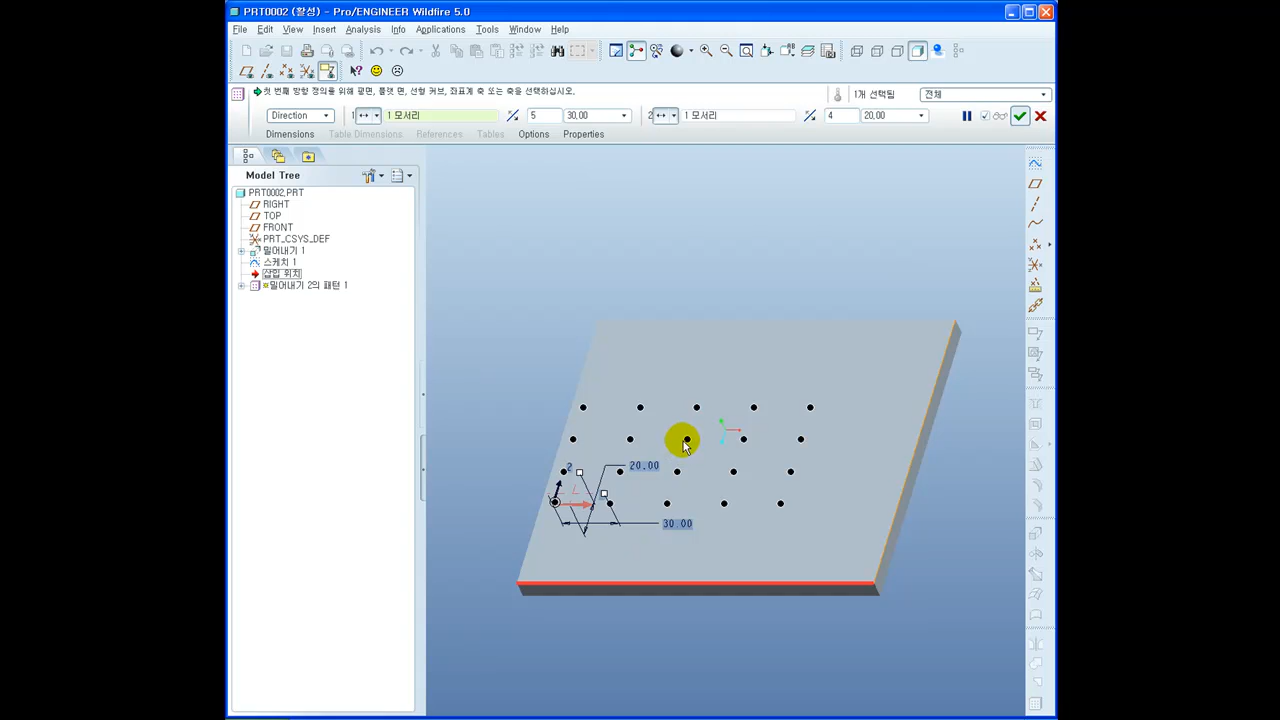 PRT0002 (활성) - Pro/ENGINEER Wildfire 5.0
File Edit View Insert Analysis Info Applications Tools Window Help
첫 번째 방향 정의를 위해 평면, 플랫 면, 선형 커브, 좌표계 축 또는 축을 선택하십시오.
1개 선택됨 전체
Direction 1 1 모서리 5 30.00 2 1 모서리 4 20.00
Dimensions Table Dimensions References Tables Options Properties
Model Tree
PRT0002.PRT
RIGHT
TOP
FRONT
PRT_CSYS_DEF
밀어내기 1
스케치 1
삽입 위치
밀어내기 2의 패턴 1
2
20.00
30.00